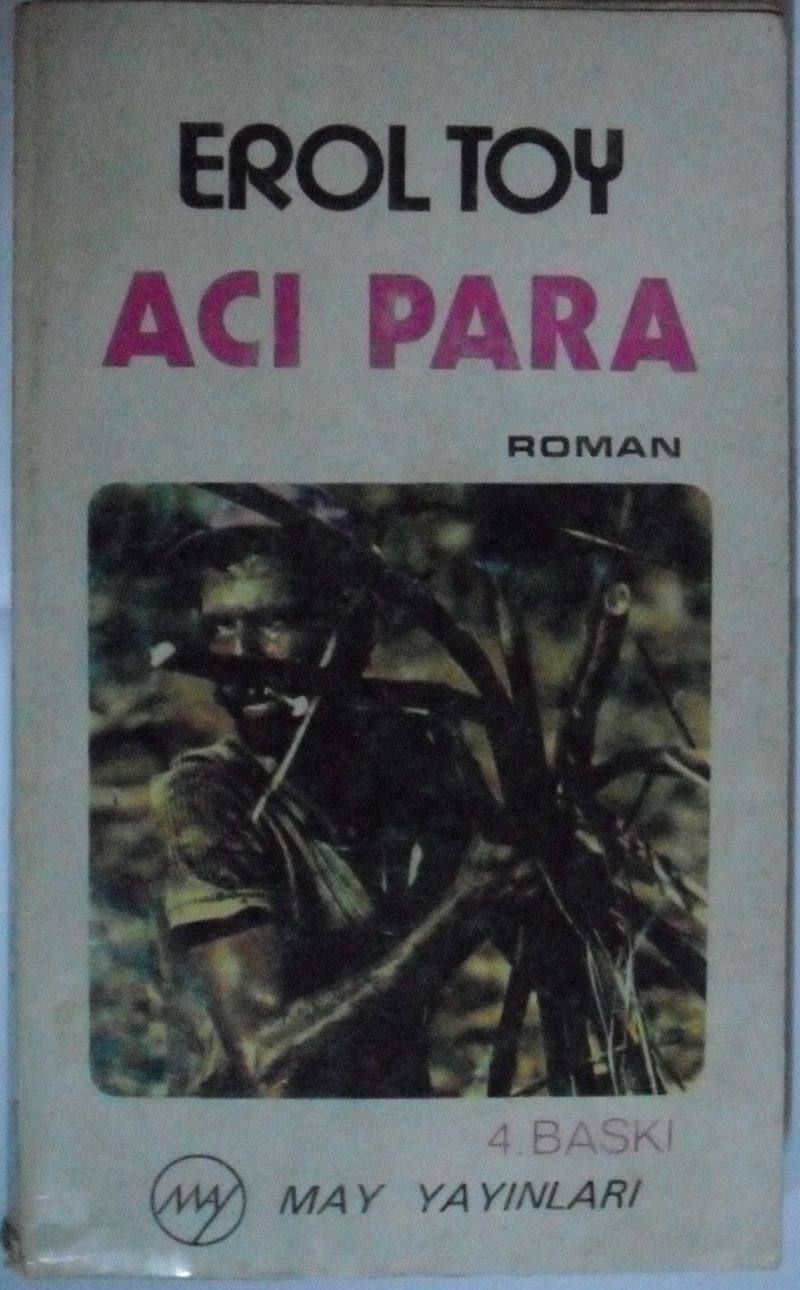 EROL TOY
ACI PARA
ROMAN
4. BASKI
MAY
MAY YAYINLARI